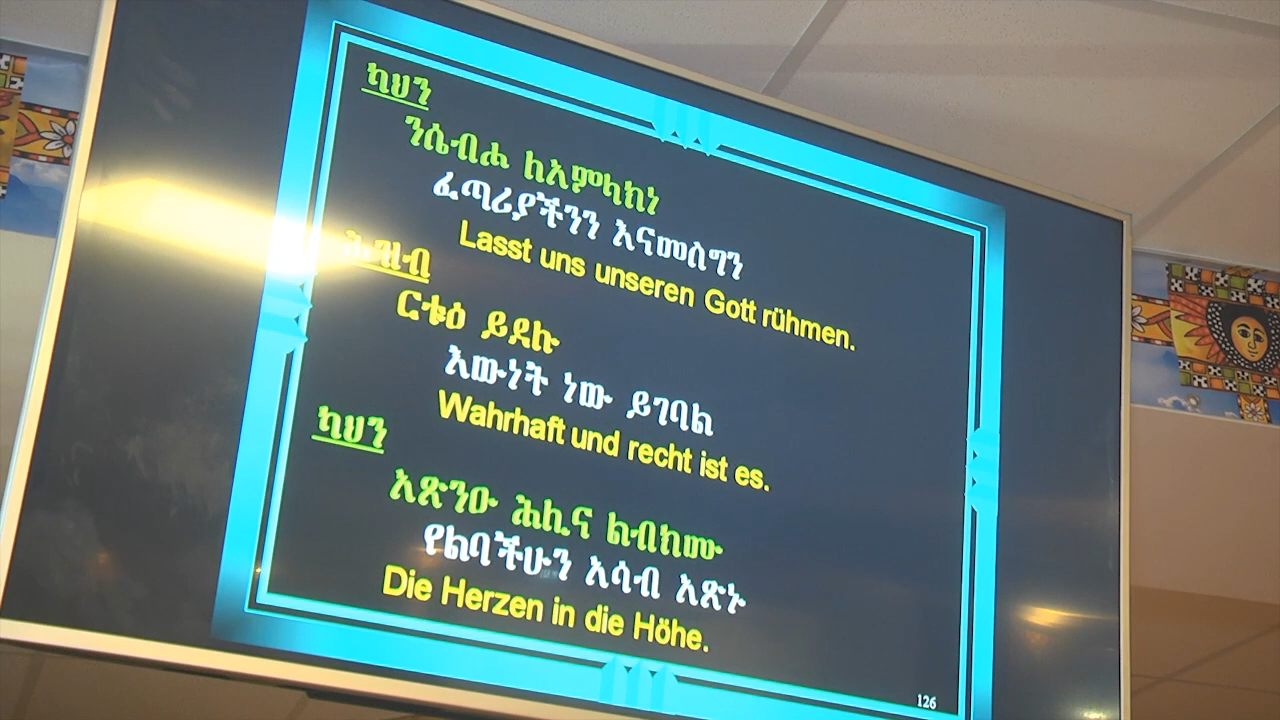 ካህን
ንሴብሖ ለአምላክነ
ፈጣሪያችንን እናመሰግን
Lasst uns unseren Gott rühmen.
ሕዝብ
ርቱዕ ይደሉ
እውነት ነው ይገባል
Wahrhaft und recht ist es.
ካህን
አጽንዑ ሕሊና ልብክሙ
የልባችሁን አሳብ አጽኑ
Die Herzen in die Höhe.
126